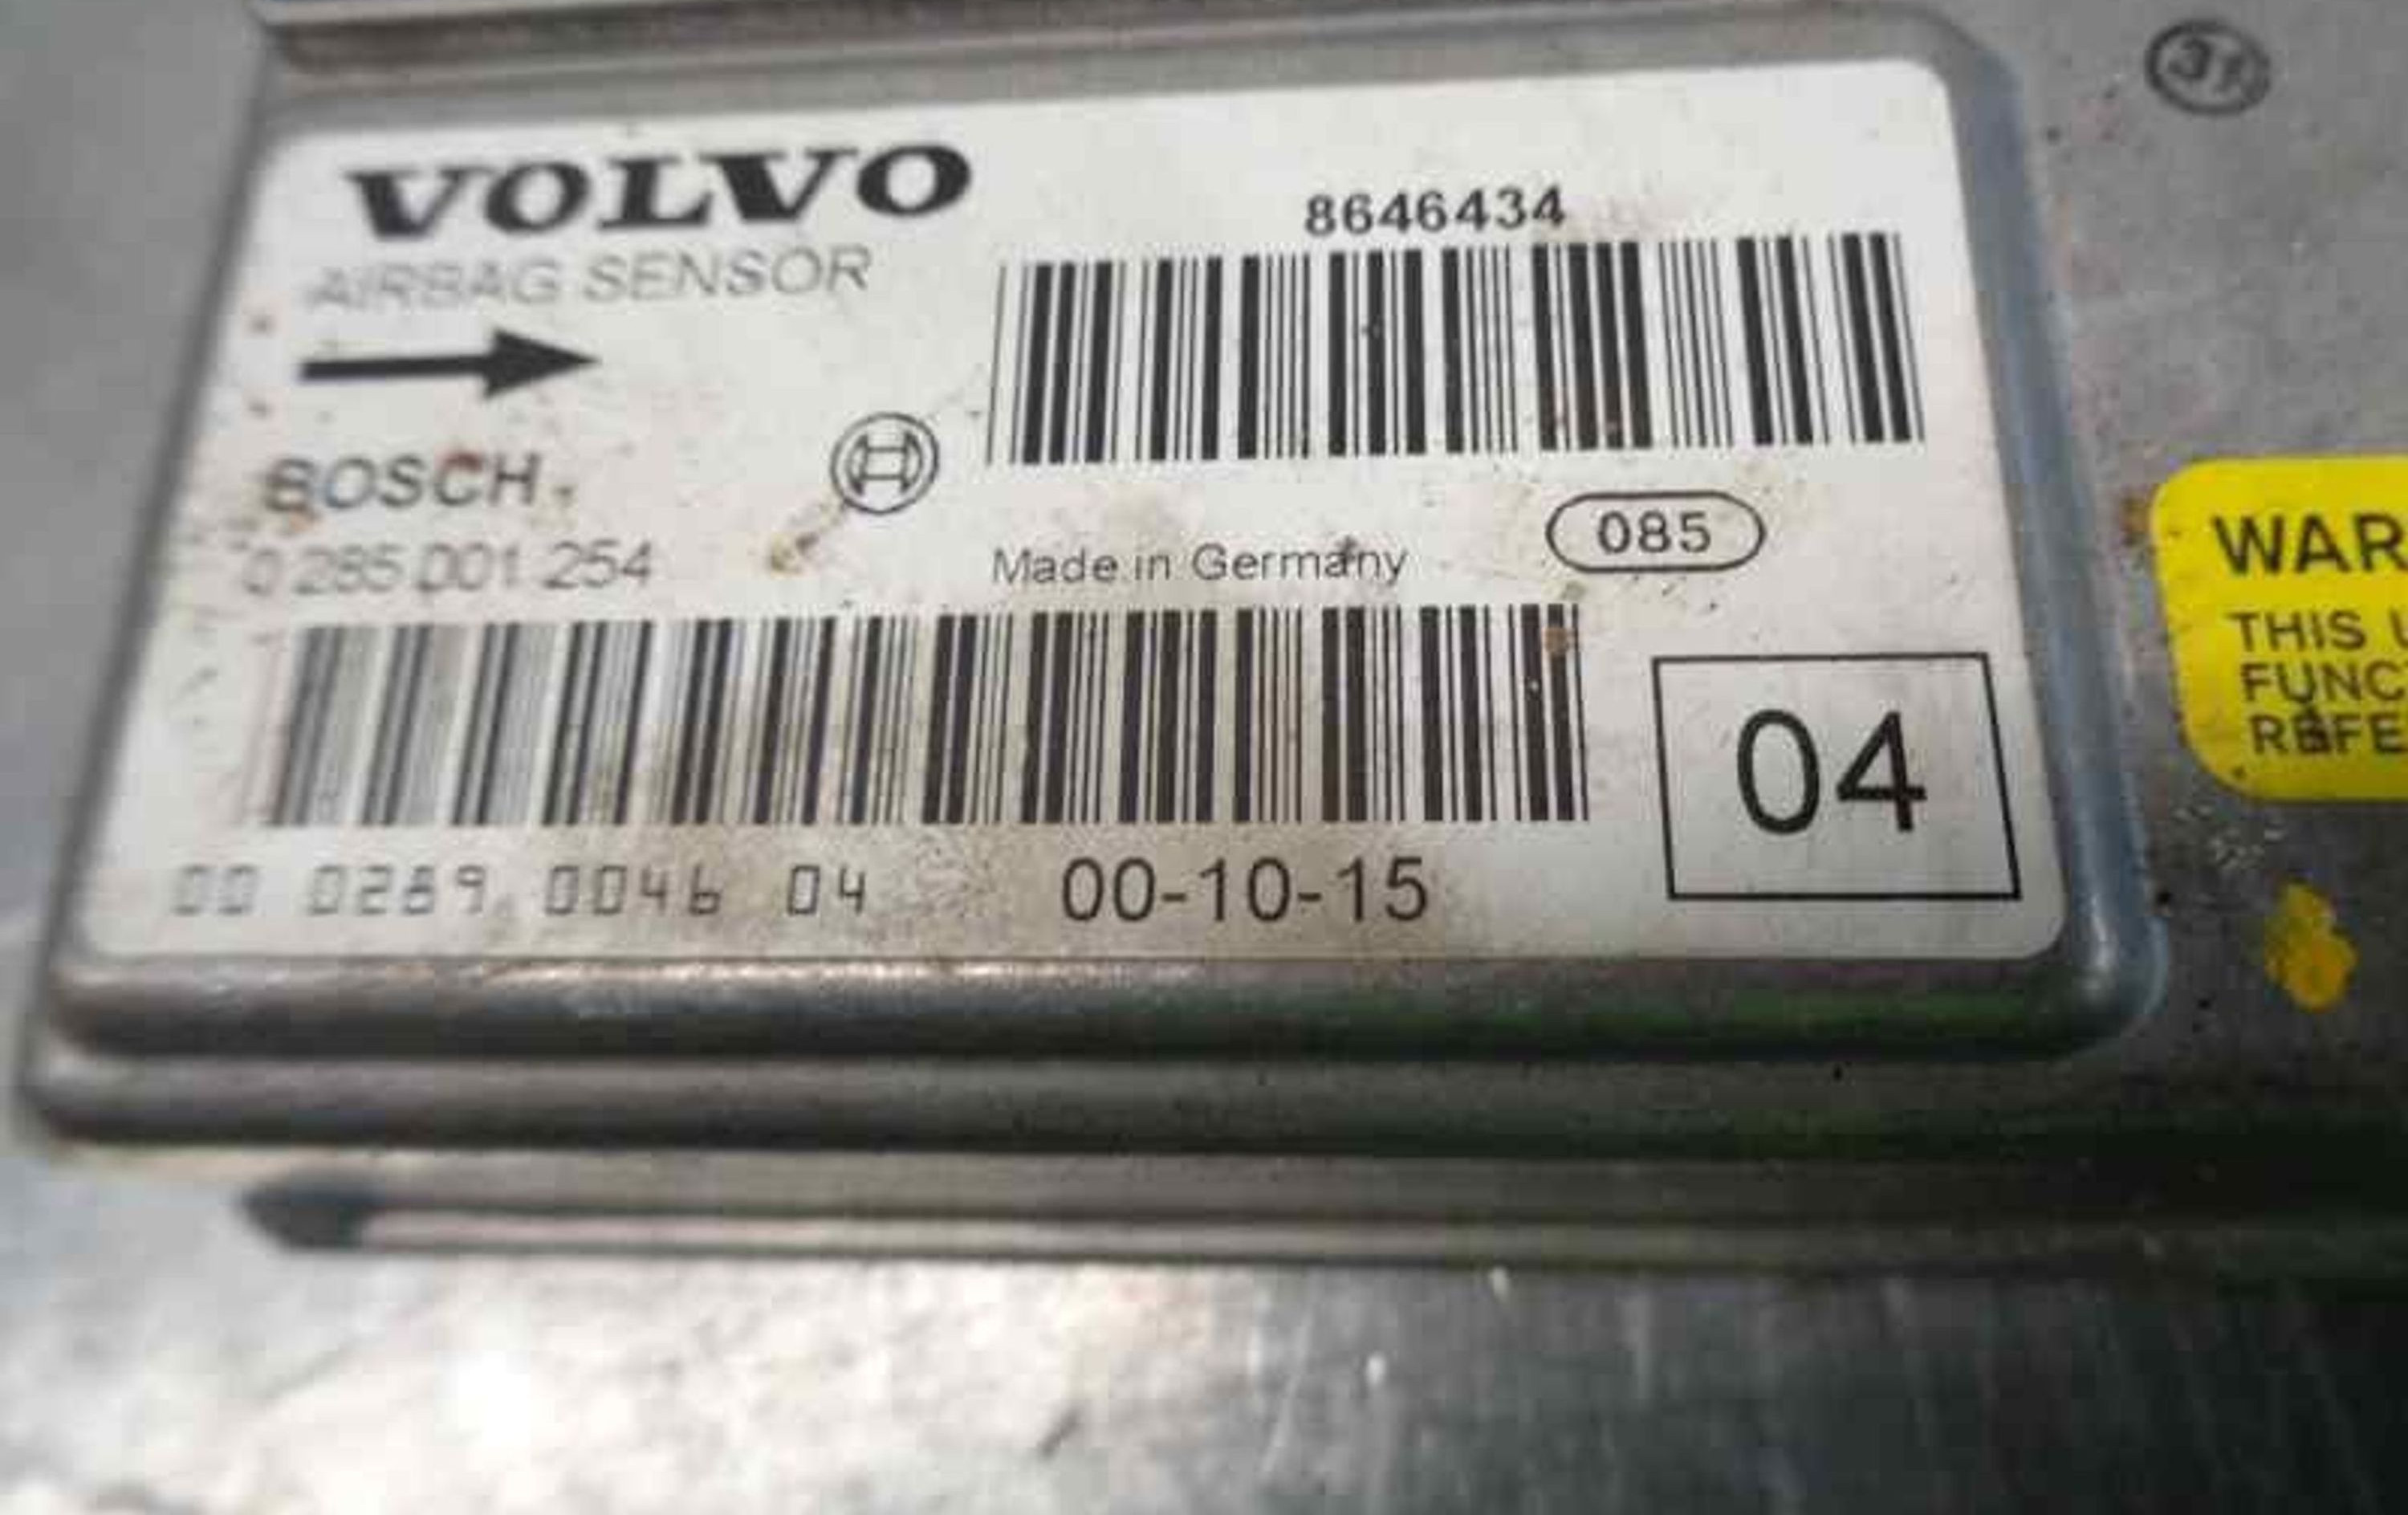 31
VOLVO
8646434
AIRBAG SENSOR
BOSCH
085
0 285 001 254
Made in Germany
04
00 0289 0046 04
00-10-15
WAR
THIS U
FUNC
REFE